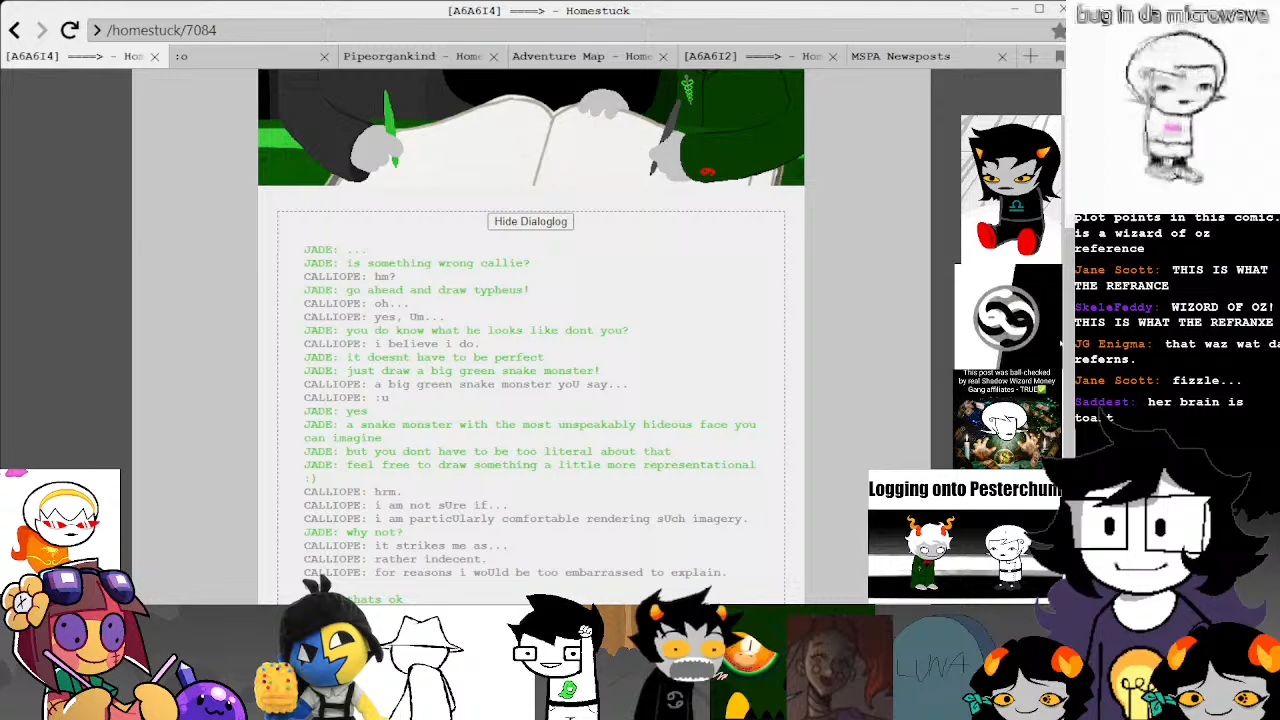 [A6A6I4] ====> - Homestuck
/homestuck/7084
[A6A6I4] ====> - Hom
:o
Pipeorgankind - Home
Adventure Map - Home
[A6A6I2] ====> - Hom
MSPA Newsposts
Hide Dialoglog
JADE: ...
JADE: is something wrong callie?
CALLIOPE: hm?
JADE: go ahead and draw typheus!
CALLIOPE: oh...
CALLIOPE: yes, Um...
JADE: you do know what he looks like dont you?
CALLIOPE: i believe i do.
JADE: it doesnt have to be perfect
JADE: just draw a big green snake monster!
CALLIOPE: a big green snake monster yoU say...
CALLIOPE: :u
JADE: yes
JADE: a snake monster with the most unspeakably hideous face you
can imagine
JADE: but you dont have to be too literal about that
JADE: feel free to draw something a little more representational
:)
CALLIOPE: hrm.
CALLIOPE: i am not sUre if...
CALLIOPE: i am particUlarly comfortable rendering sUch imagery.
JADE: why not?
CALLIOPE: it strikes me as...
CALLIOPE: rather indecent.
CALLIOPE: for reasons i woUld be too embarrassed to explain.
thats ok
bug in da microwave
plot points in this comic.
is a wizard of oz
reference
Jane Scott: THIS IS WHAT
THE REFRANCE
SkeleFeddy: WIZORD OF OZ!
THIS IS WHAT THE REFRANZE
JG Enigma: that waz wat da
referns.
Jane Scott: fizzle...
Saddest: her brain is
toast
This post was ball-checked
by real Shadow Wizard Money
Gang affiliates - TRUE✅
Logging onto Pesterchum
LUNA